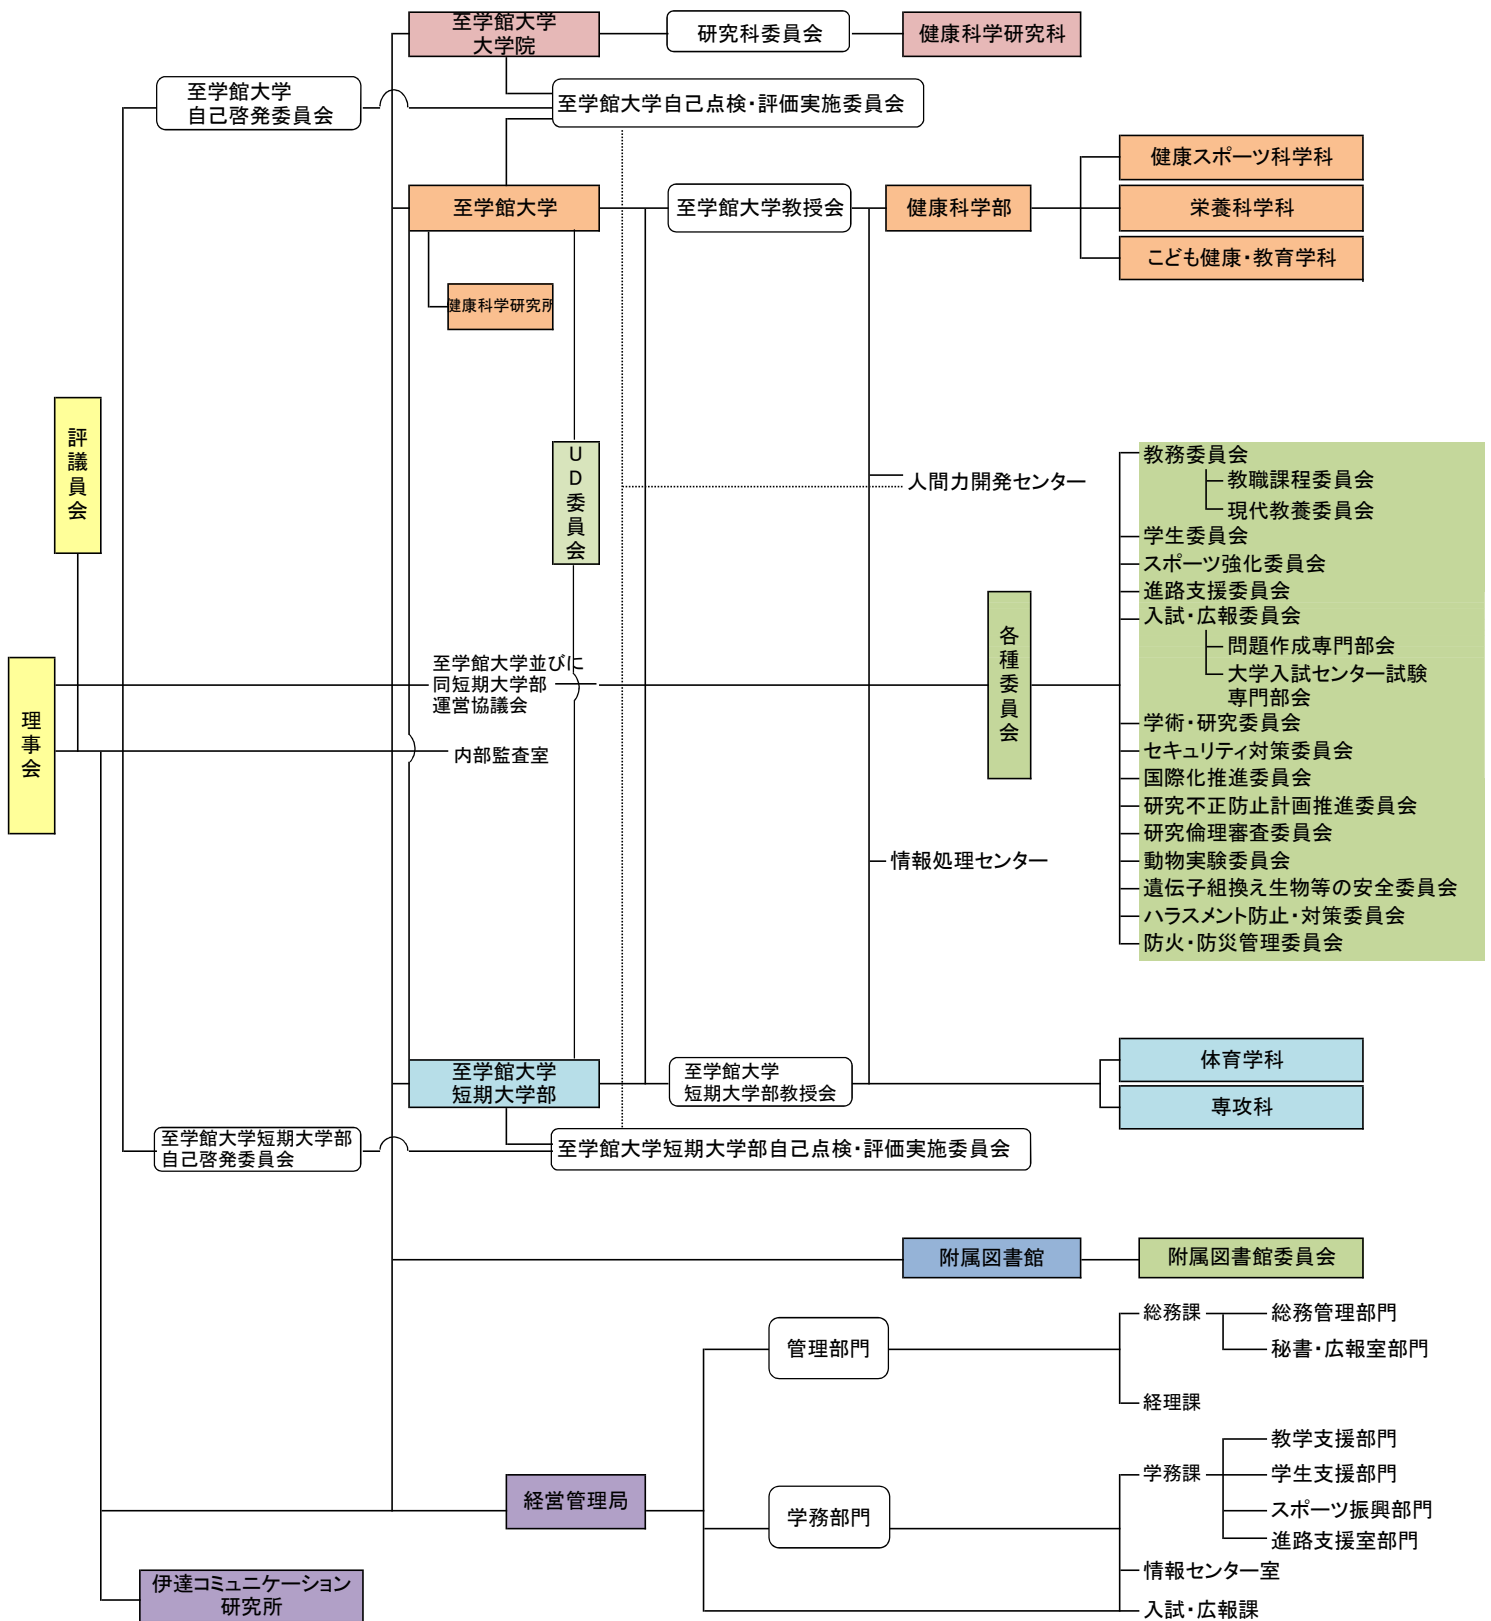 至学館大学
大学院
研究科委員会
健康科学研究科
至学館大学
自己啓発委員会
至学館大学自己点検・評価実施委員会
健康スポーツ科学科
至学館大学
至学館大学教授会
健康科学部
栄養科学科
こども健康・教育学科
健康科学研究所
評議員会
UD委員会
人間力開発センター
教務委員会
教職課程委員会
現代教養委員会
学生委員会
スポーツ強化委員会
進路支援委員会
入試・広報委員会
問題作成専門部会
大学入試センター試験
専門部会
学術・研究委員会
セキュリティ対策委員会
国際化推進委員会
研究不正防止計画推進委員会
研究倫理審査委員会
動物実験委員会
遺伝子組換え生物等の安全委員会
ハラスメント防止・対策委員会
防火・防災管理委員会
各種委員会
理事会
至学館大学並びに
同短期大学部
運営協議会
内部監査室
情報処理センター
至学館大学
短期大学部
至学館大学
短期大学部教授会
体育学科
専攻科
至学館大学短期大学部
自己啓発委員会
至学館大学短期大学部自己点検・評価実施委員会
附属図書館
附属図書館委員会
管理部門
総務課
総務管理部門
秘書・広報室部門
経理課
経営管理局
学務部門
学務課
教学支援部門
学生支援部門
スポーツ振興部門
進路支援室部門
情報センター室
入試・広報課
伊達コミュニケーション
研究所